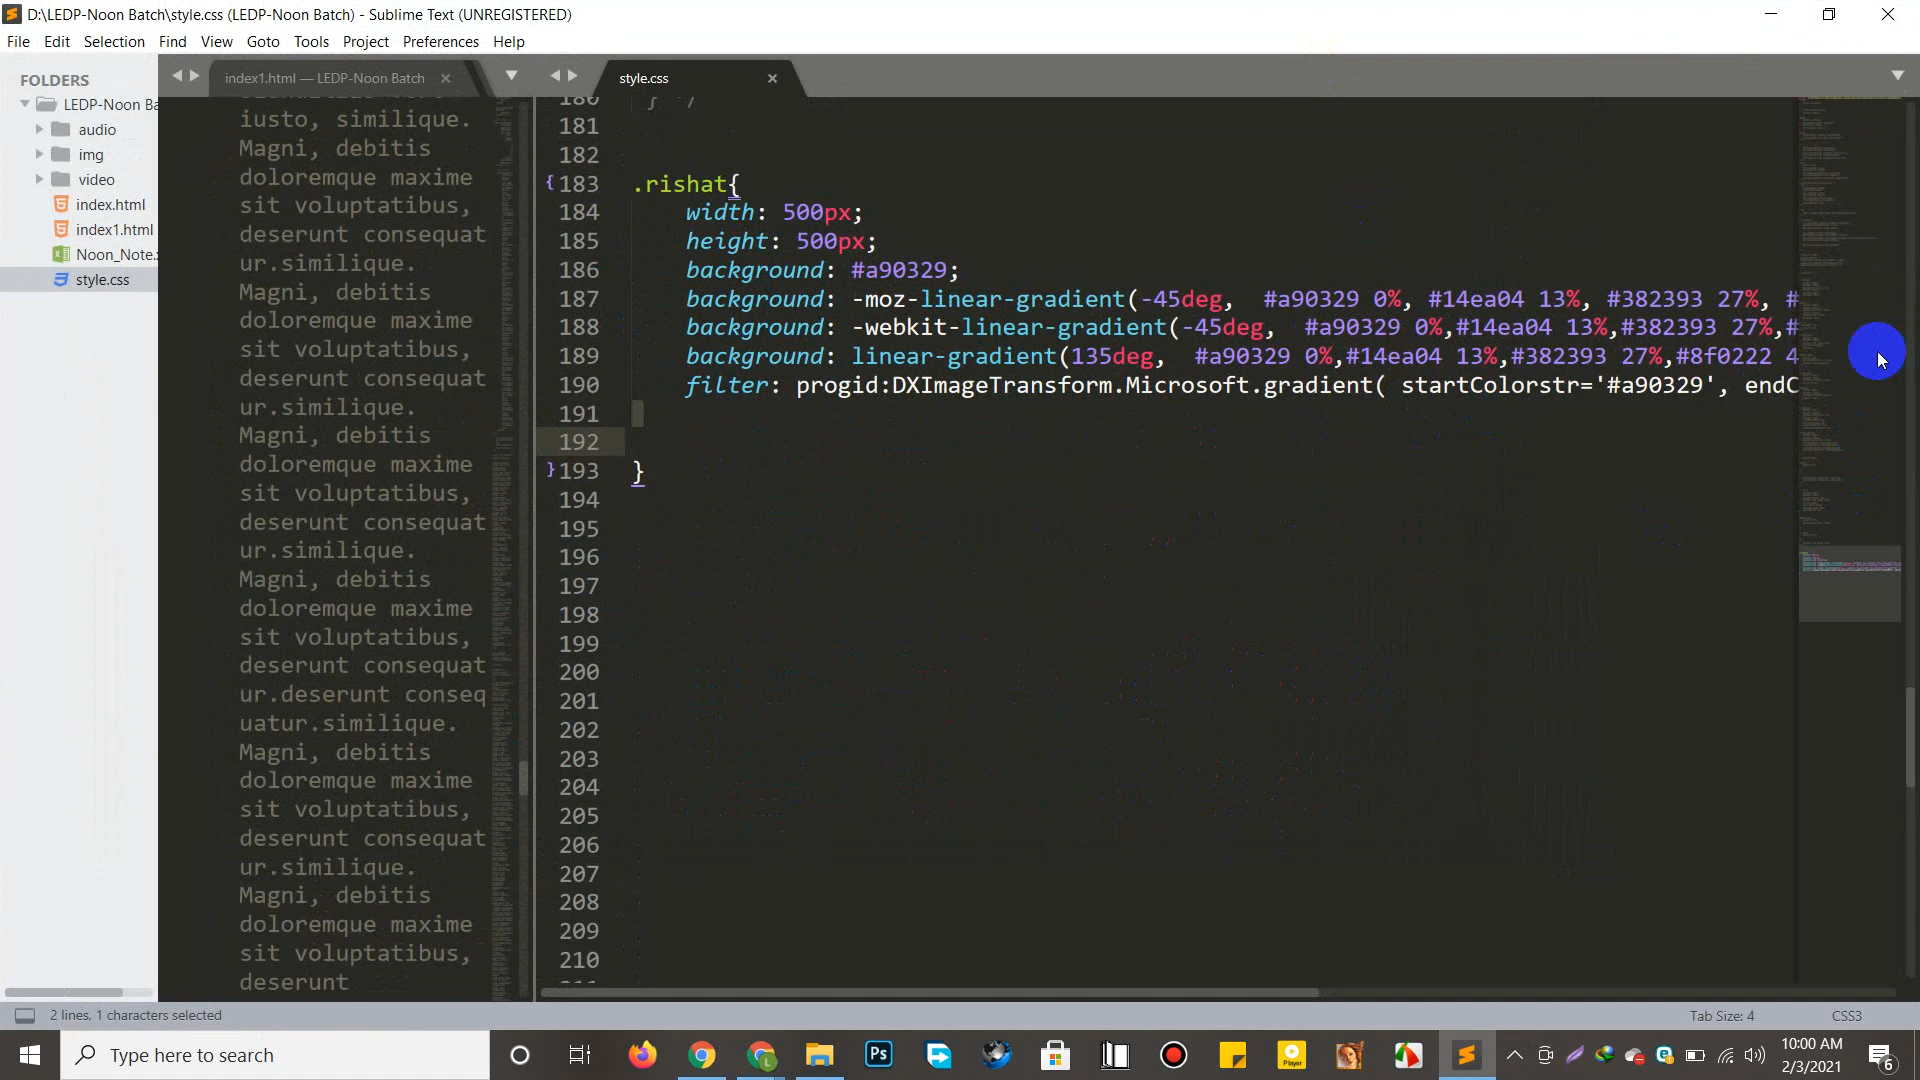 D:\LEDP-Noon Batch\style.css (LEDP-Noon Batch) - Sublime Text (UNREGISTERED)
File Edit Selection Find View Goto Tools Project Preferences Help
FOLDERS
LEDP-Noon Ba
audio
img
video
index.html
index1.html
Noon_Note.
style.css
index1.html — LEDP-Noon Batch
iusto, similique.
Magni, debitis
doloremque maxime
sit voluptatibus,
deserunt consequat
ur.similique.
Magni, debitis
doloremque maxime
sit voluptatibus,
deserunt consequat
ur.similique.
Magni, debitis
doloremque maxime
sit voluptatibus,
deserunt consequat
ur.similique.
Magni, debitis
doloremque maxime
sit voluptatibus,
deserunt consequat
ur.deserunt conseq
uatur.similique.
Magni, debitis
doloremque maxime
sit voluptatibus,
deserunt consequat
ur.similique.
Magni, debitis
doloremque maxime
sit voluptatibus,
deserunt
style.css
180
181
182
{ 183 .rishat{
184 width: 500px;
185 height: 500px;
186 background: #a90329;
187 background: -moz-linear-gradient(-45deg,  #a90329 0%, #14ea04 13%, #382393 27%, #
188 background: -webkit-linear-gradient(-45deg,  #a90329 0%,#14ea04 13%,#382393 27%,#
189 background: linear-gradient(135deg,  #a90329 0%,#14ea04 13%,#382393 27%,#8f0222 4
190 filter: progid:DXImageTransform.Microsoft.gradient( startColorstr='#a90329', endC
191
192
} 193 }
194
195
196
197
198
199
200
201
202
203
204
205
206
207
208
209
210
2 lines, 1 characters selected
Tab Size: 4
CSS3
Type here to search
Ps
Player
10:00 AM
2/3/2021
6